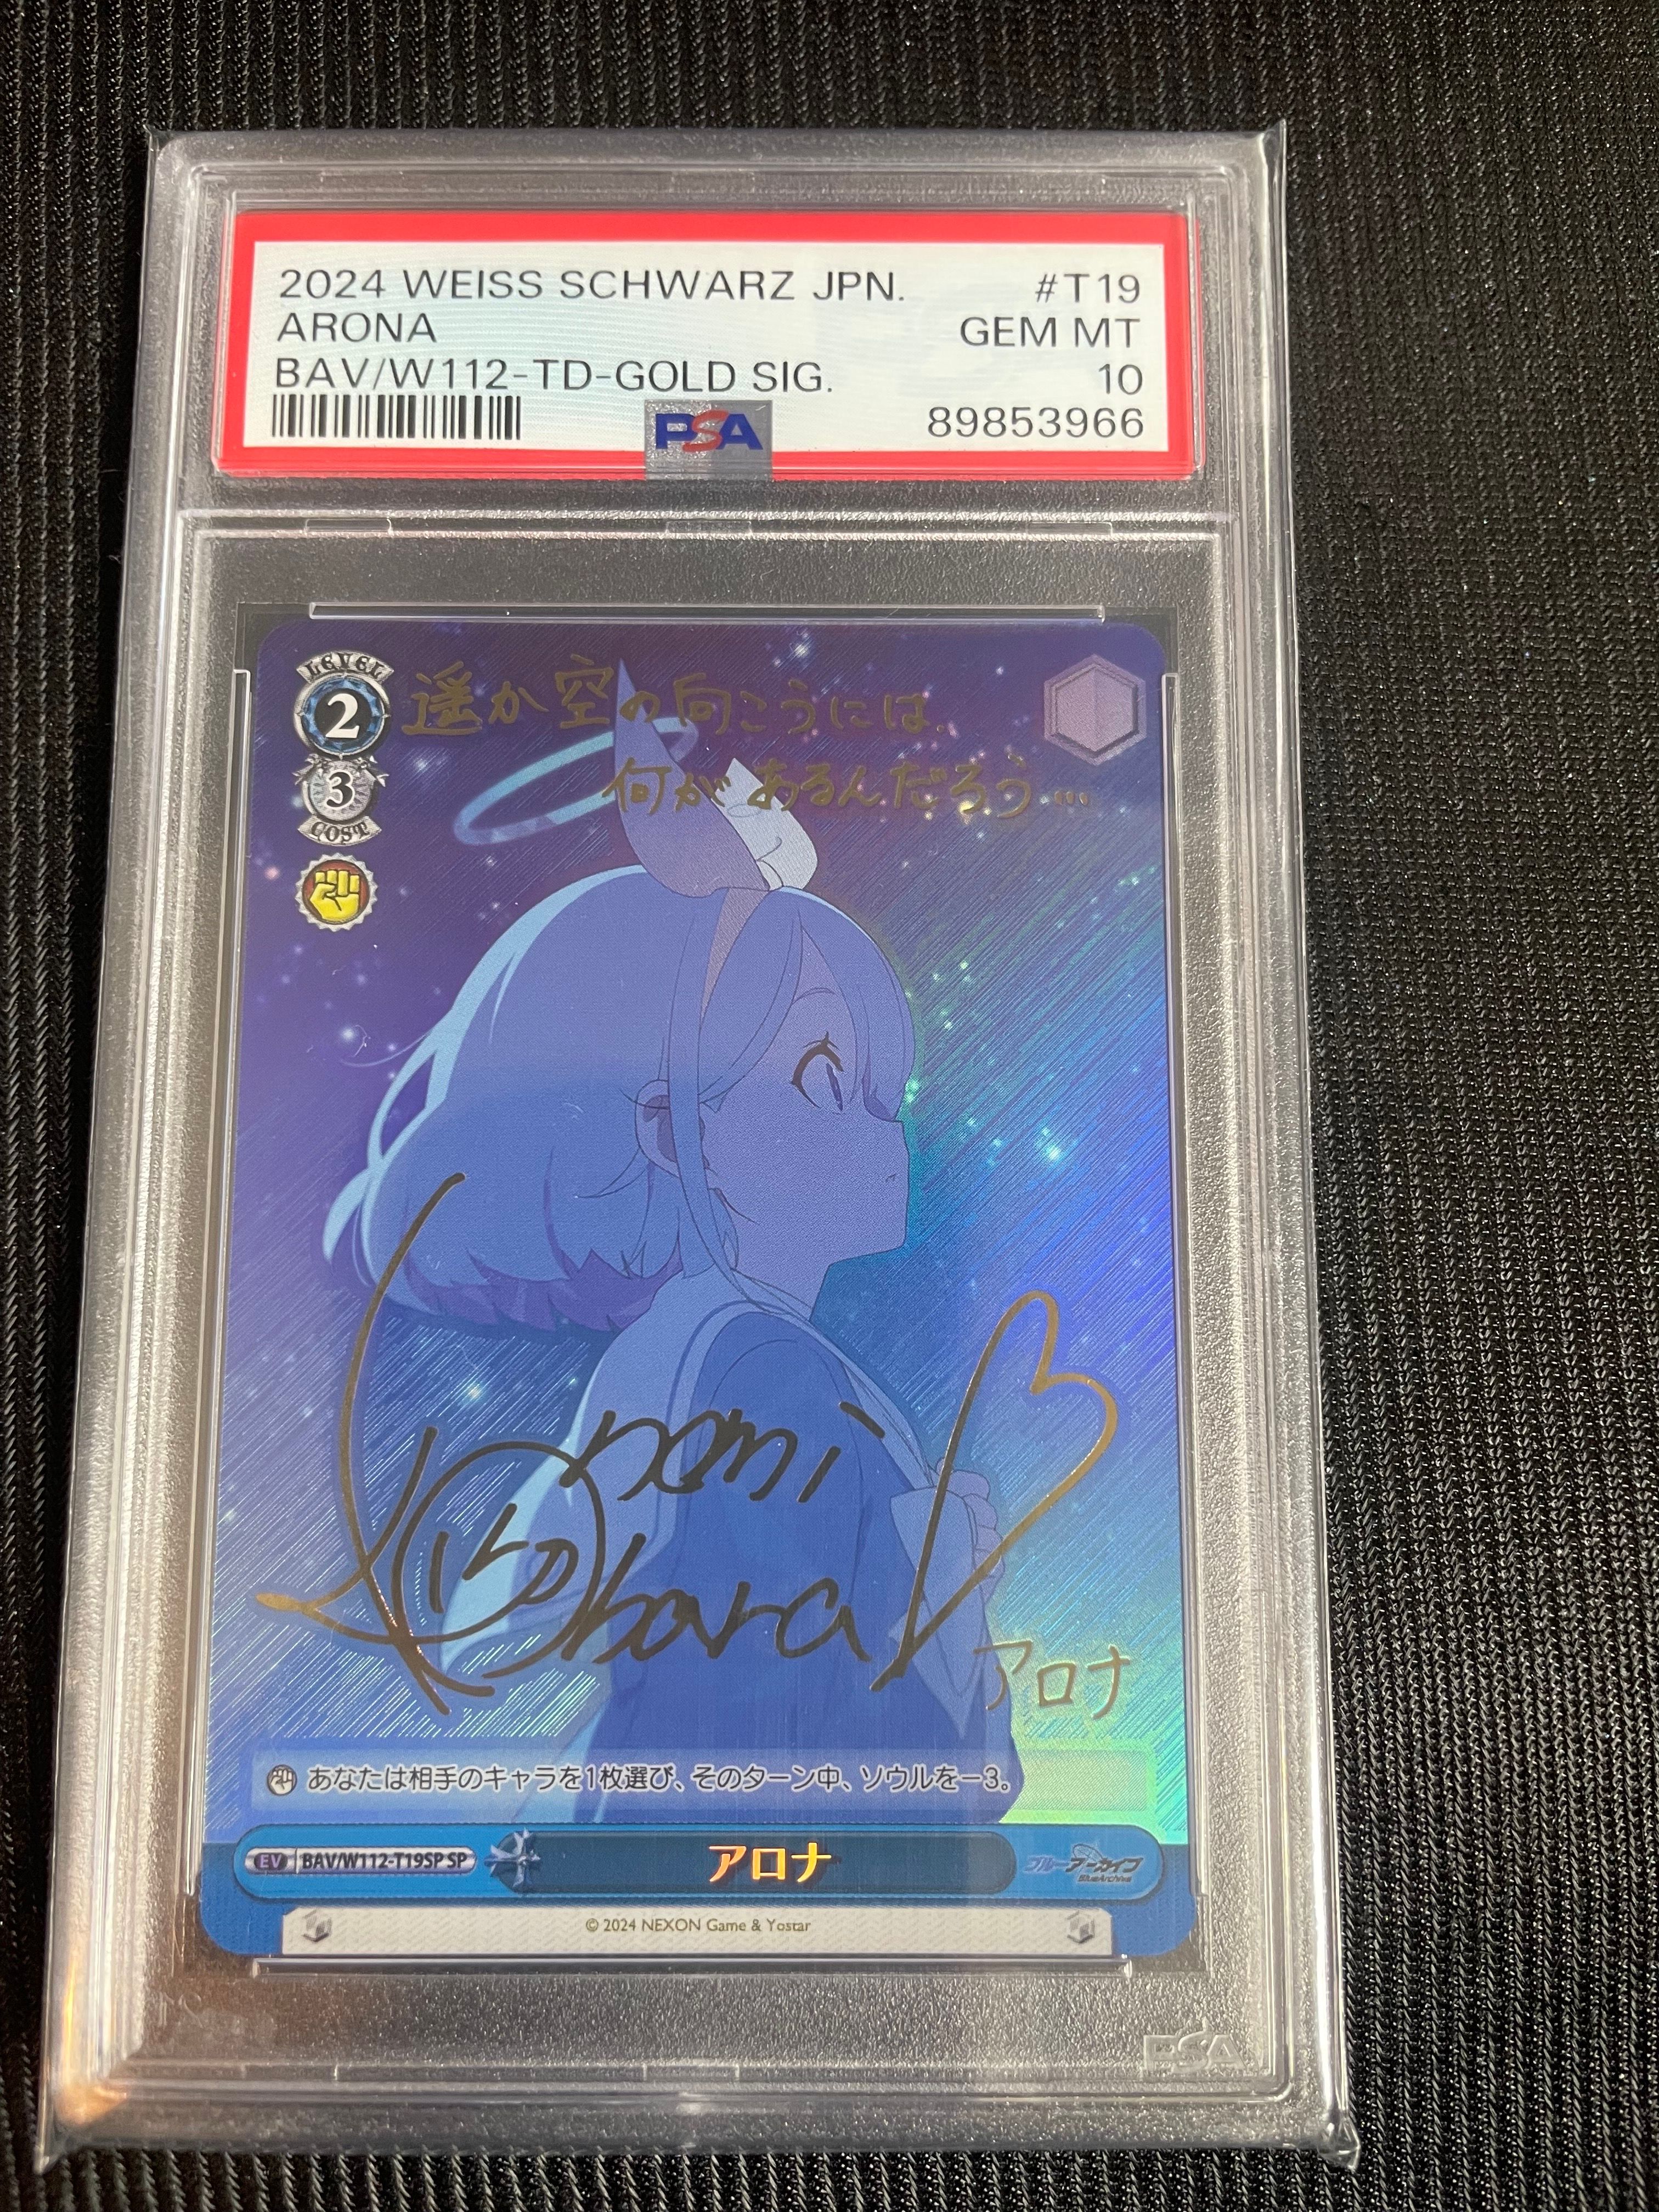 2024 WEISS SCHWARZ JPN. #T19
ARONA GEM MT
BAV/W112-TD-GOLD SIG. 10
PSA 89853966
LEVEL
2
3
COST
遥か空の向こうには、
何があるんだろう…
Konomi
Kohara
アロナ
あなたは相手のキャラを1枚選び、そのターン中、ソウルを－3。
EV BAV/W112-T19SP SP アロナ ブルーアーカイブ
BlueArchive
© 2024 NEXON Game & Yostar
PSA